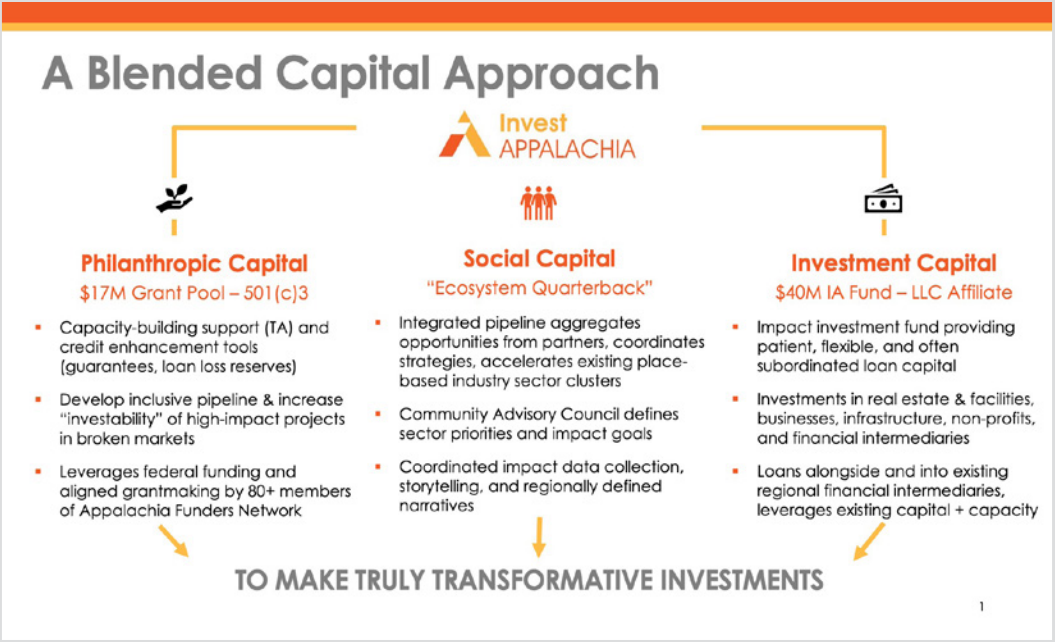 A Blended Capital Approach
Invest
APPALACHIA
Philanthropic Capital
$17M Grant Pool – 501(c)3
▪ Capacity-building support (TA) and
credit enhancement tools
(guarantees, loan loss reserves)
▪ Develop inclusive pipeline & increase
“investability” of high-impact projects
in broken markets
▪ Leverages federal funding and
aligned grantmaking by 80+ members
of Appalachia Funders Network
Social Capital
“Ecosystem Quarterback”
▪ Integrated pipeline aggregates
opportunities from partners, coordinates
strategies, accelerates existing place-
based industry sector clusters
▪ Community Advisory Council defines
sector priorities and impact goals
▪ Coordinated impact data collection,
storytelling, and regionally defined
narratives
Investment Capital
$40M IA Fund – LLC Affiliate
▪ Impact investment fund providing
patient, flexible, and often
subordinated loan capital
▪ Investments in real estate & facilities,
businesses, infrastructure, non-profits,
and financial intermediaries
▪ Loans alongside and into existing
regional financial intermediaries,
leverages existing capital + capacity
TO MAKE TRULY TRANSFORMATIVE INVESTMENTS
1